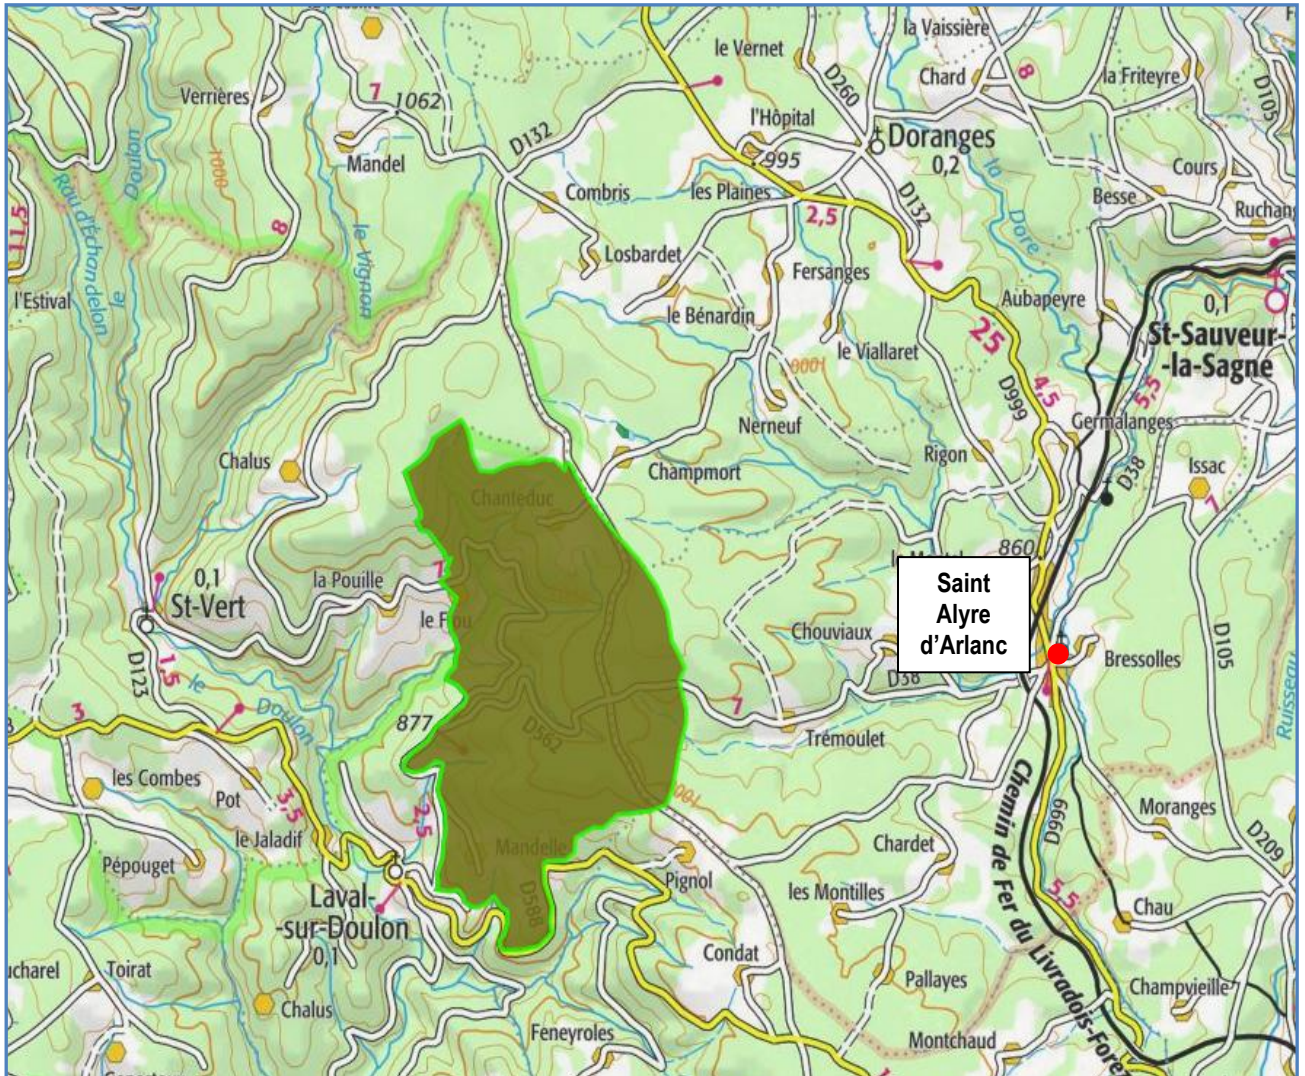 le Vernet
la Vaissière
D260
Chard
8
la Friteyre
D105
Verrières
7
1062
l'Hôpital
D132
Doranges
0,2
995
Mandel
Cours
Combris
les Plaines
2,5
D132
la
Dore
Besse
Doulon
Rau d'Échandelon
le
1000
8
le Vignon
11,5
l'Estival
Losbardet
Fersanges
Aubapeyre
0,1
St-Sauveur-
-la-Sagne
le Bénardin
25
le Viallaret
1000
4,5
5,5
D999
Nerneuf
Germalanges
Chalus
Champmort
Rigon
D38
Issac
7
Chanteduc
860
Saint
Alyre
d'Arlanc
0,1
St-Vert
la Pouille
7
Chouviaux
D38
Bressolles
D105
D123
1,5
le
Doulon
3
877
D562
7
Trémoulet
Ruisseau
les Combes
Pot
3,5
le Jaladif
2,5
Chemin de Fer du Livradois-Forez
D999
Moranges
D209
Pépouget
Mandelle
D588
Pignol
Chardet
les Montilles
5,5
Chau
Laval-
-sur-Doulon
0,1
Toirat
Chalus
Condat
Pallayes
Champvieille
Feneyroles
Montchaud